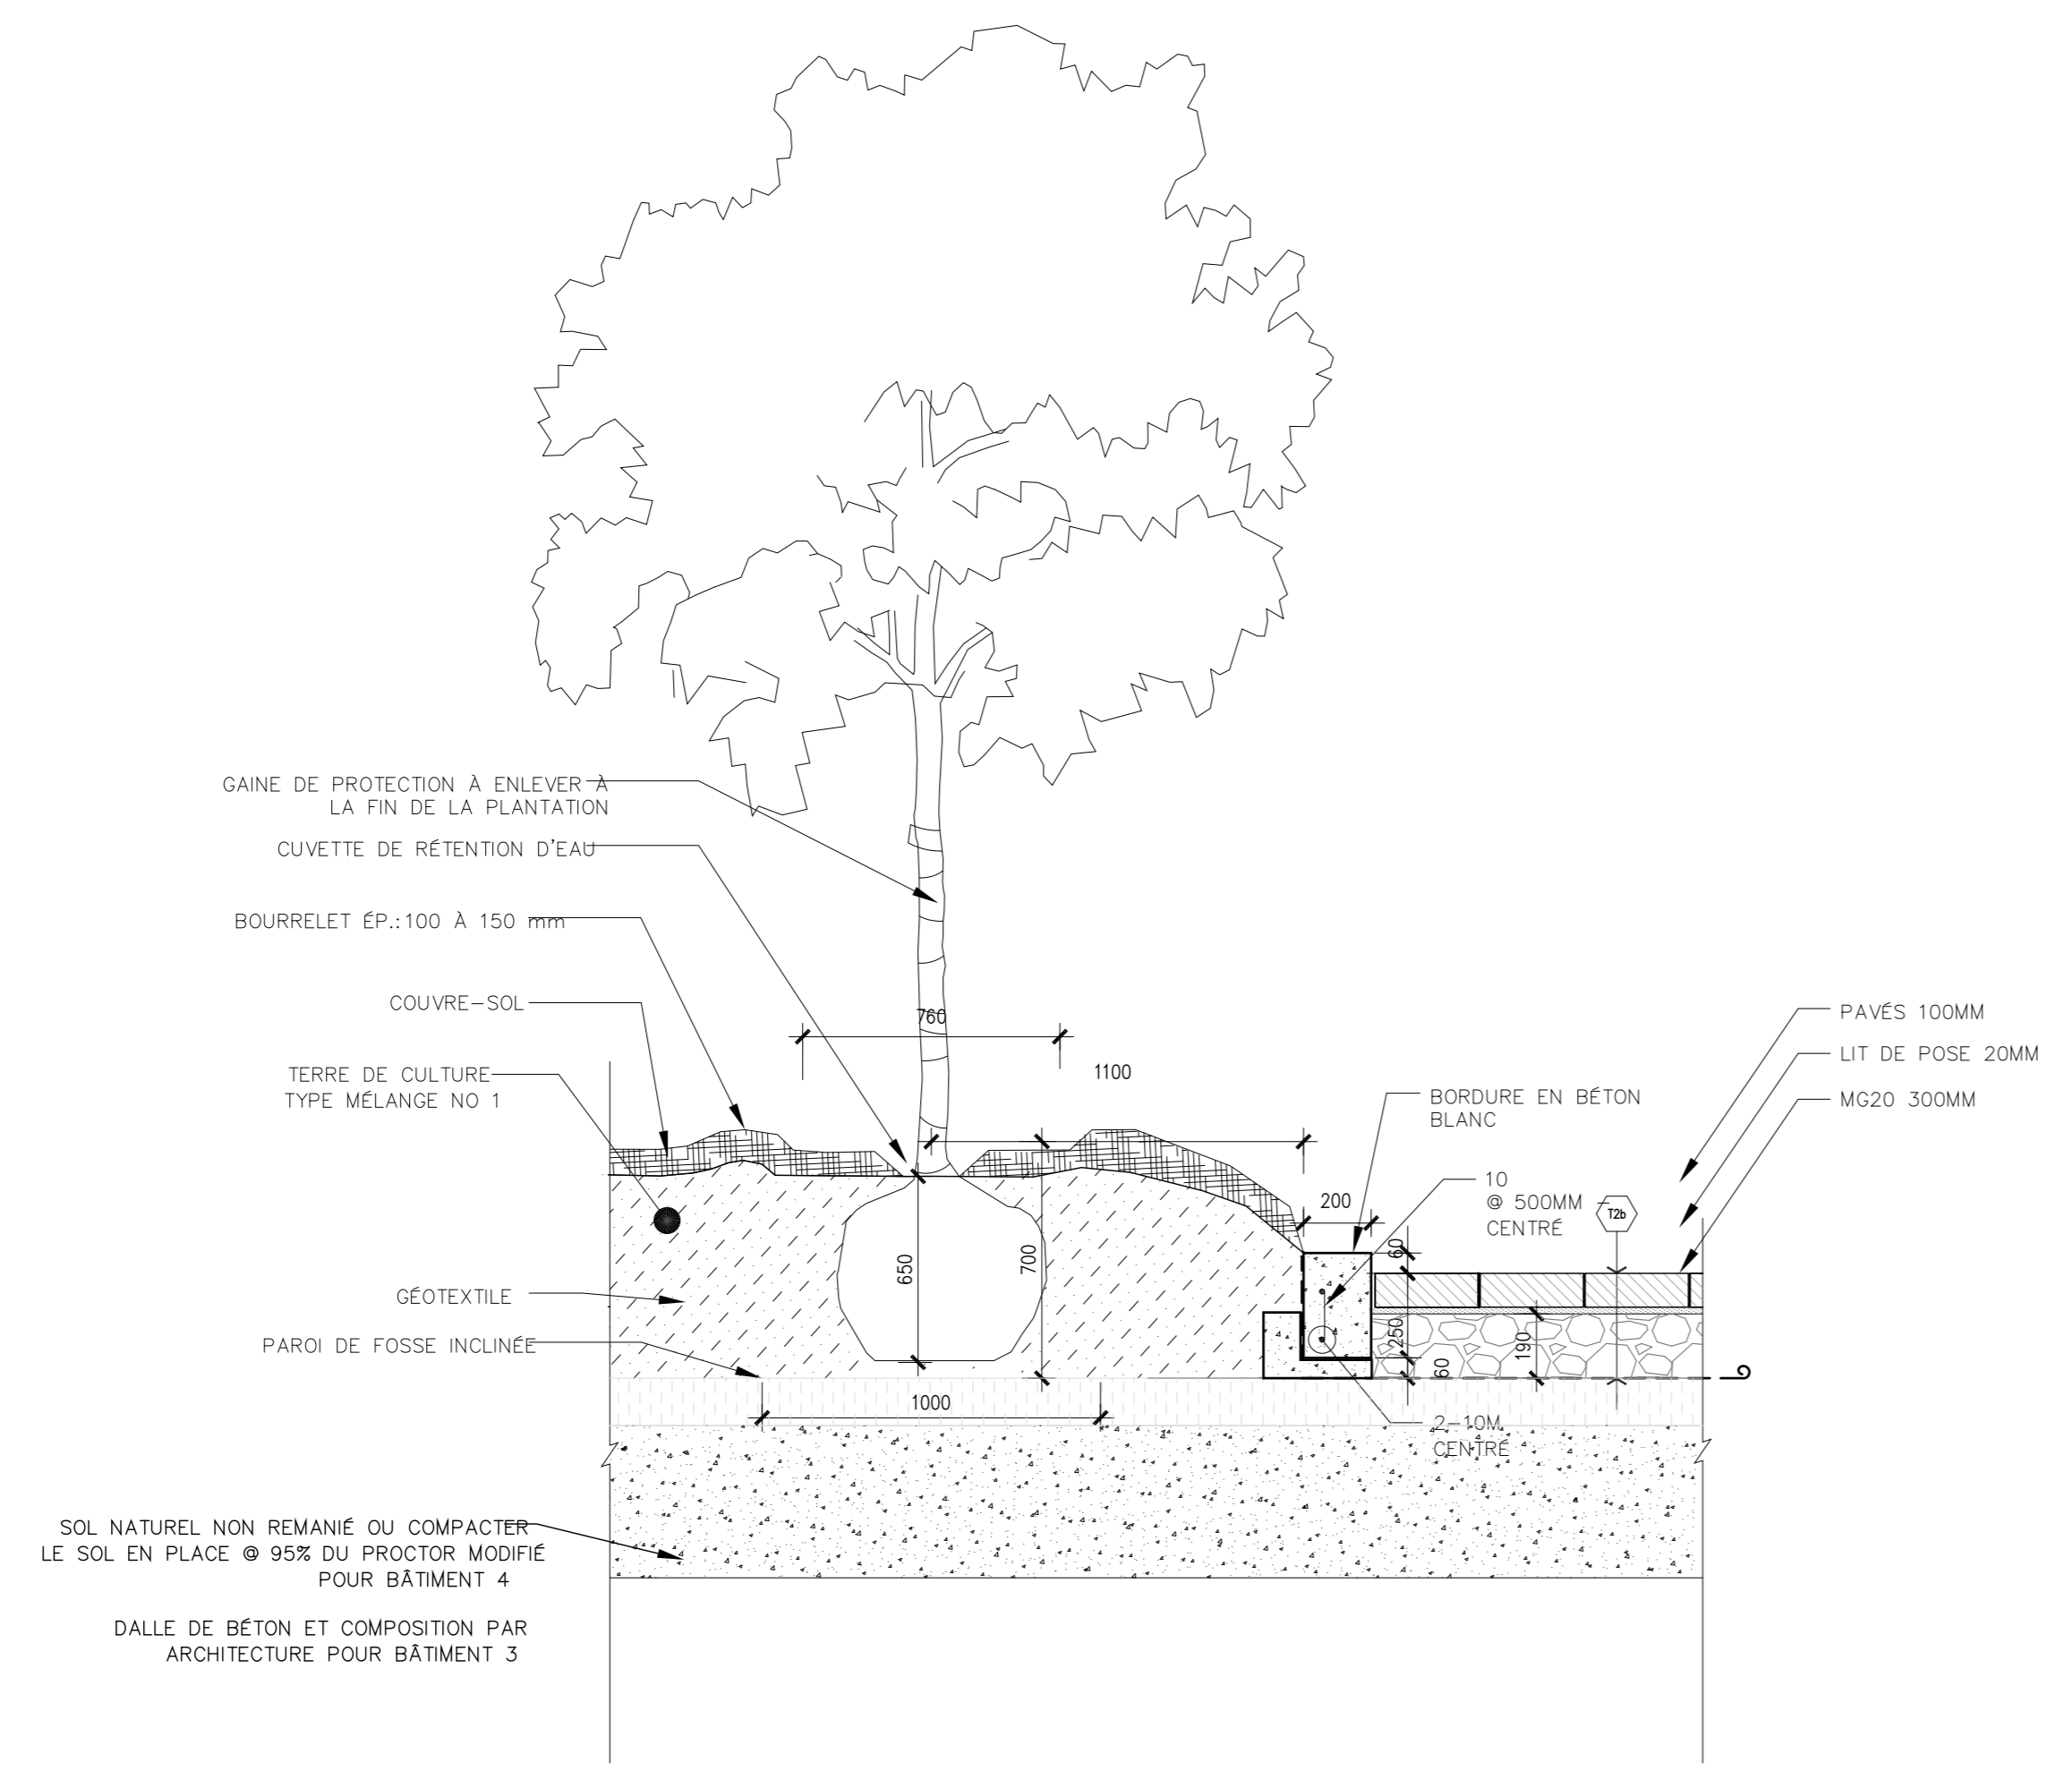 GAINE DE PROTECTION À ENLEVER À
LA FIN DE LA PLANTATION
CUVETTE DE RÉTENTION D'EAU
BOURRELET ÉP.:100 À 150 mm
COUVRE-SOL
TERRE DE CULTURE
TYPE MÉLANGE NO 1
GÉOTEXTILE
PAROI DE FOSSE INCLINÉE
SOL NATUREL NON REMANIÉ OU COMPACTER
LE SOL EN PLACE @ 95% DU PROCTOR MODIFIÉ
POUR BÂTIMENT 4
DALLE DE BÉTON ET COMPOSITION PAR
ARCHITECTURE POUR BÂTIMENT 3
760
1100
650
700
1000
200
60
250
60
190
BORDURE EN BÉTON
BLANC
10
@ 500MM
CENTRÉ
T2b
2-10M
CENTRÉ
PAVÉS 100MM
LIT DE POSE 20MM
MG20 300MM